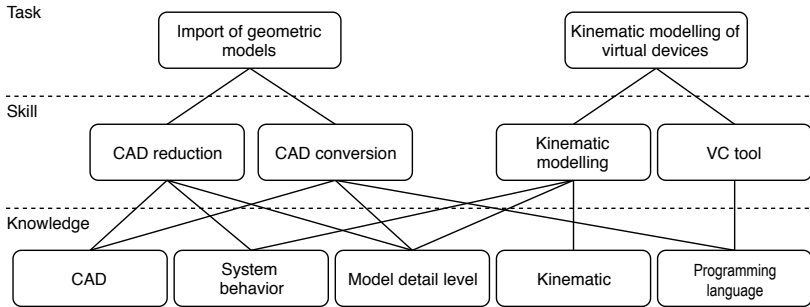 Task
Import of geometric
models
Kinematic modelling of
virtual devices
Skill
CAD reduction
CAD conversion
Kinematic
modelling
VC tool
Knowledge
CAD
System
behavior
Model detail level
Kinematic
Programming
language